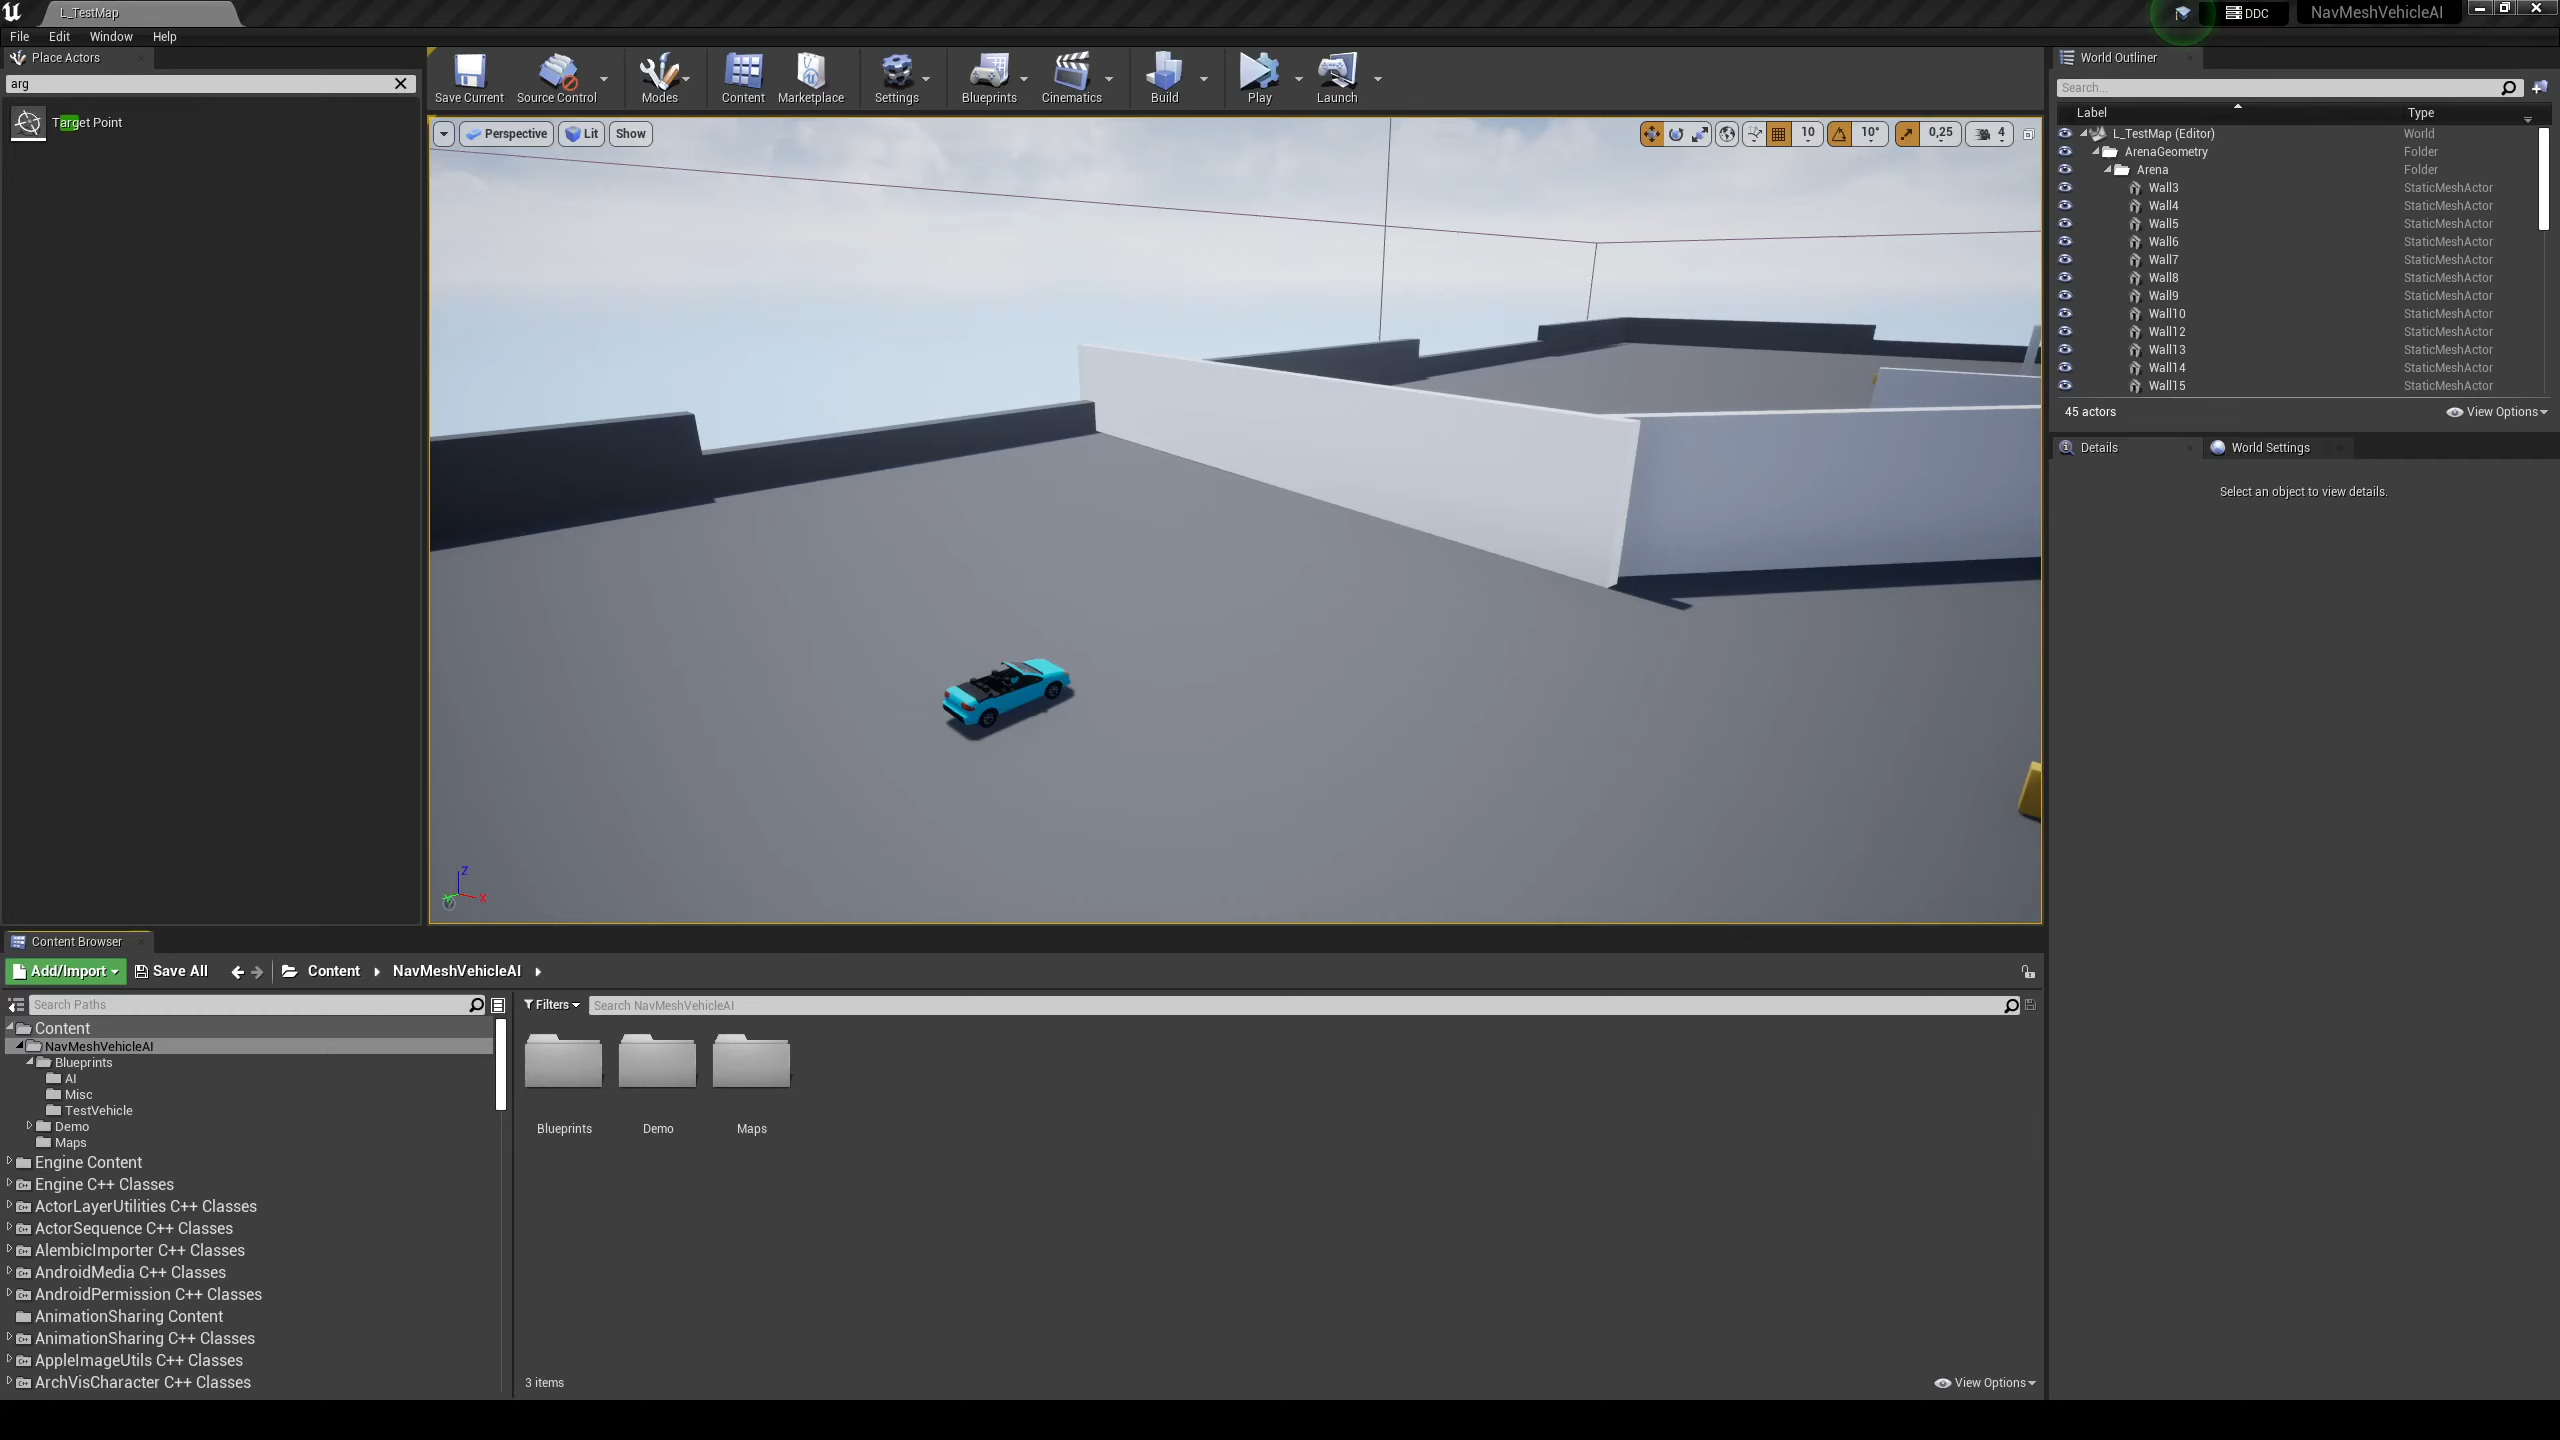 L_TestMap
DDC
NavMeshVehicleAI
File Edit Window Help
Place Actors
arg
Target Point
Save Current
Source Control
Modes
Content
Marketplace
Settings
Blueprints
Cinematics
Build
Play
Launch
Perspective
Lit
Show
10
10°
0,25
4
Z
X
World Outliner
Search...
Label Type
L_TestMap (Editor) World
ArenaGeometry Folder
Arena Folder
Wall3 StaticMeshActor
Wall4 StaticMeshActor
Wall5 StaticMeshActor
Wall6 StaticMeshActor
Wall7 StaticMeshActor
Wall8 StaticMeshActor
Wall9 StaticMeshActor
Wall10 StaticMeshActor
Wall12 StaticMeshActor
Wall13 StaticMeshActor
Wall14 StaticMeshActor
Wall15 StaticMeshActor
45 actors
View Options
Details
World Settings
Select an object to view details.
Content Browser
Add/Import
Save All
Content
NavMeshVehicleAI
Search Paths
Filters
Search NavMeshVehicleAI
Content
NavMeshVehicleAI
Blueprints
AI
Misc
TestVehicle
Demo
Maps
Engine Content
Engine C++ Classes
ActorLayerUtilities C++ Classes
ActorSequence C++ Classes
AlembicImporter C++ Classes
AndroidMedia C++ Classes
AndroidPermission C++ Classes
AnimationSharing Content
AnimationSharing C++ Classes
AppleImageUtils C++ Classes
ArchVisCharacter C++ Classes
Blueprints
Demo
Maps
3 items
View Options